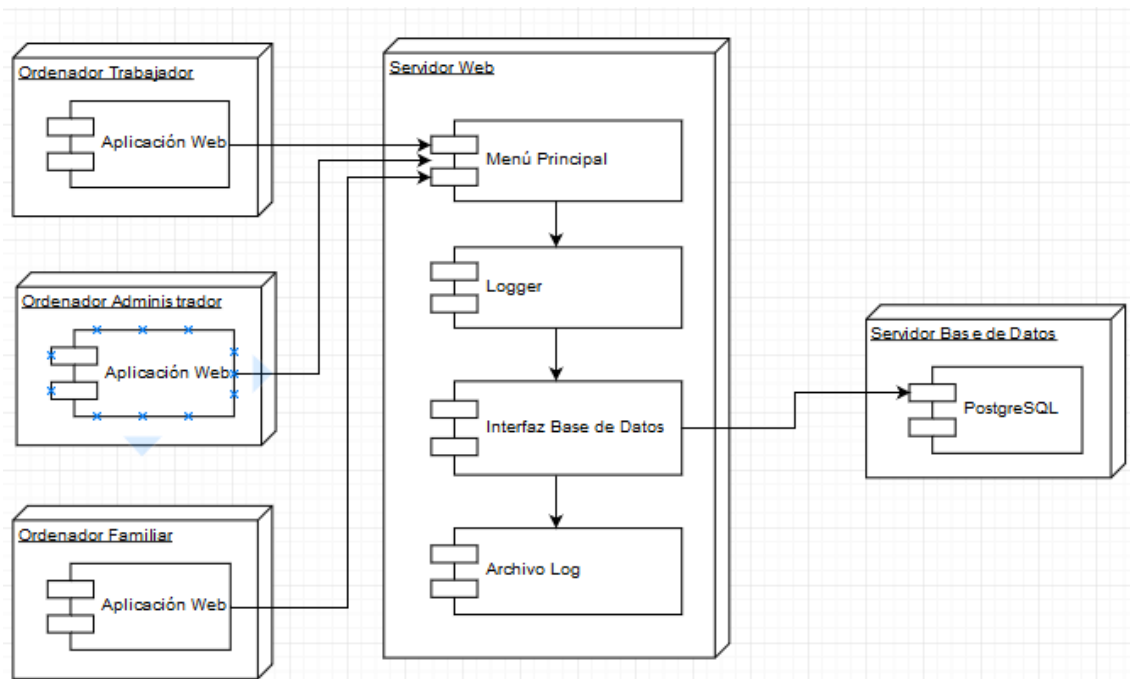 Ordenador Trabajador
Aplicación Web
Ordenador Administrador
Aplicación Web
Ordenador Familiar
Aplicación Web
Servidor Web
Menú Principal
Logger
Interfaz Base de Datos
Archivo Log
Servidor Base de Datos
PostgreSQL